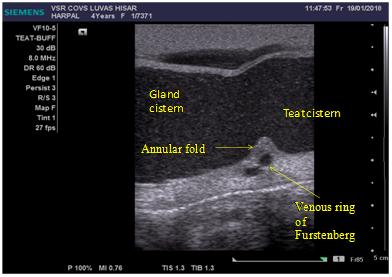 SIEMENS
VSR COVS LUVAS HISAR
HARPAL 4Years F 1/7371
11:47:53 Fr 19/01/2018
VF10-5
TEAT-BUFF
30 dB
8.0 MHz
DR 60 dB
Edge 1
Persist 3
R/S 3
Map F
Tint 1
27 fps
Gland
cistern
Teatcistern
Annular fold
Venous ring
of
Furstenberg
1 Fr85 5 cm
P 100% MI 0.76 TIS 1.3 TIB 1.3